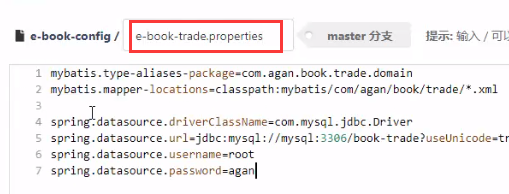 e-book-config / e-book-trade.properties master 分支 提示: 输入 / 可以
1 mybatis.type-aliases-package=com.agan.book.trade.domain
2 mybatis.mapper-locations=classpath:mybatis/com/agan/book/trade/*.xml
3
4 spring.datasource.driverClassName=com.mysql.jdbc.Driver
5 spring.datasource.url=jdbc:mysql://mysql:3306/book-trade?useUnicode=tr
6 spring.datasource.username=root
7 spring.datasource.password=agan